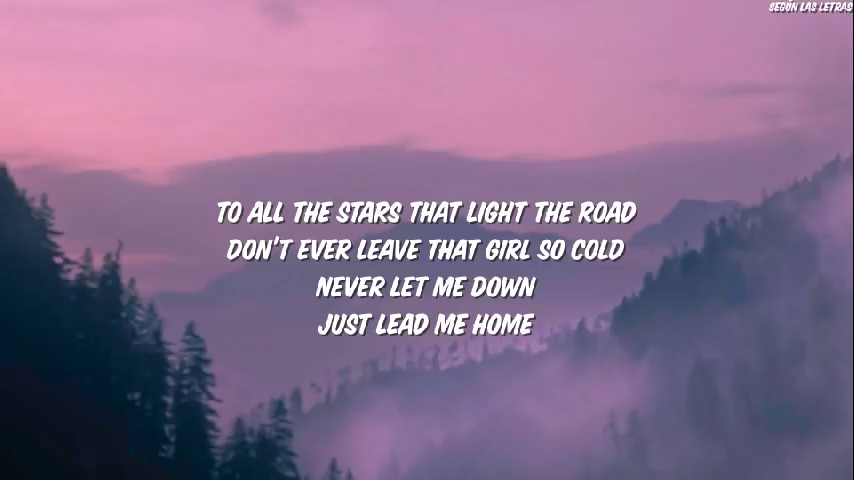 SEGÚN LAS LETRAS
TO ALL THE STARS THAT LIGHT THE ROAD
DON'T EVER LEAVE THAT GIRL SO COLD
NEVER LET ME DOWN
JUST LEAD ME HOME